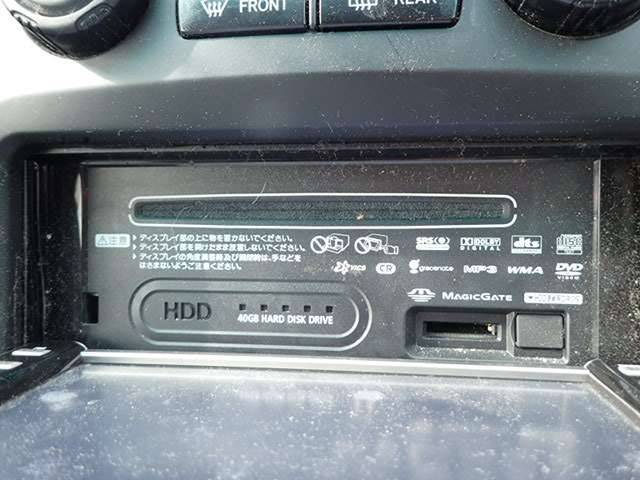 FRONT
REAR
注意
▶ディスプレイ部の上に物を置かないでください。
▶ディスプレイ部を開けたまま放置しないでください。
▶ディスプレイの角度調整時及び開閉時は、手などを
はさまないようご注意ください。
SRS
DOLBY
DIGITAL
dts
VICS
CR
gracenote
MP3
WMA
DVD
VIDEO
HDD
40GB HARD DISK DRIVE
MAGICGATE